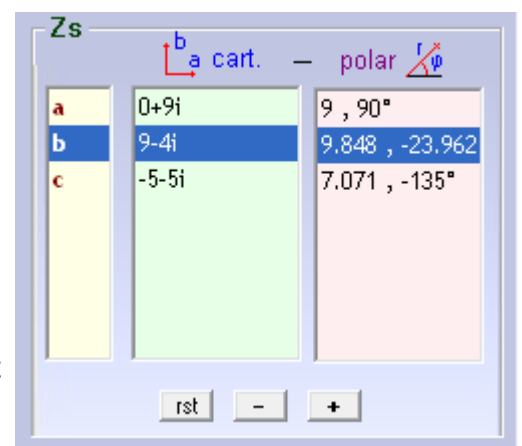 Zs
b
a cart. – polar r φ
a 0+9i 9 , 90°
b 9-4i 9.848 , -23.962
c -5-5i 7.071 , -135°
rst - +